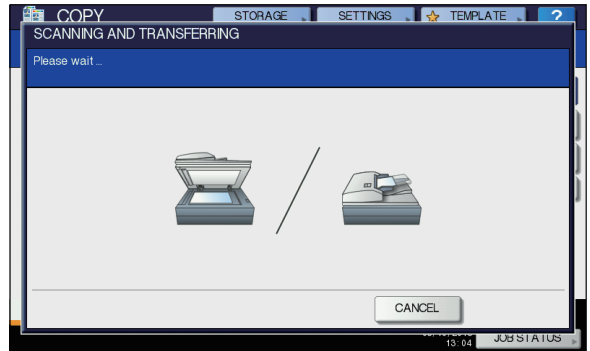 COPY
STORAGE
SETTINGS
TEMPLATE
?
SCANNING AND TRANSFERRING
Please wait ...
CANCEL
13:04
JOB STATUS